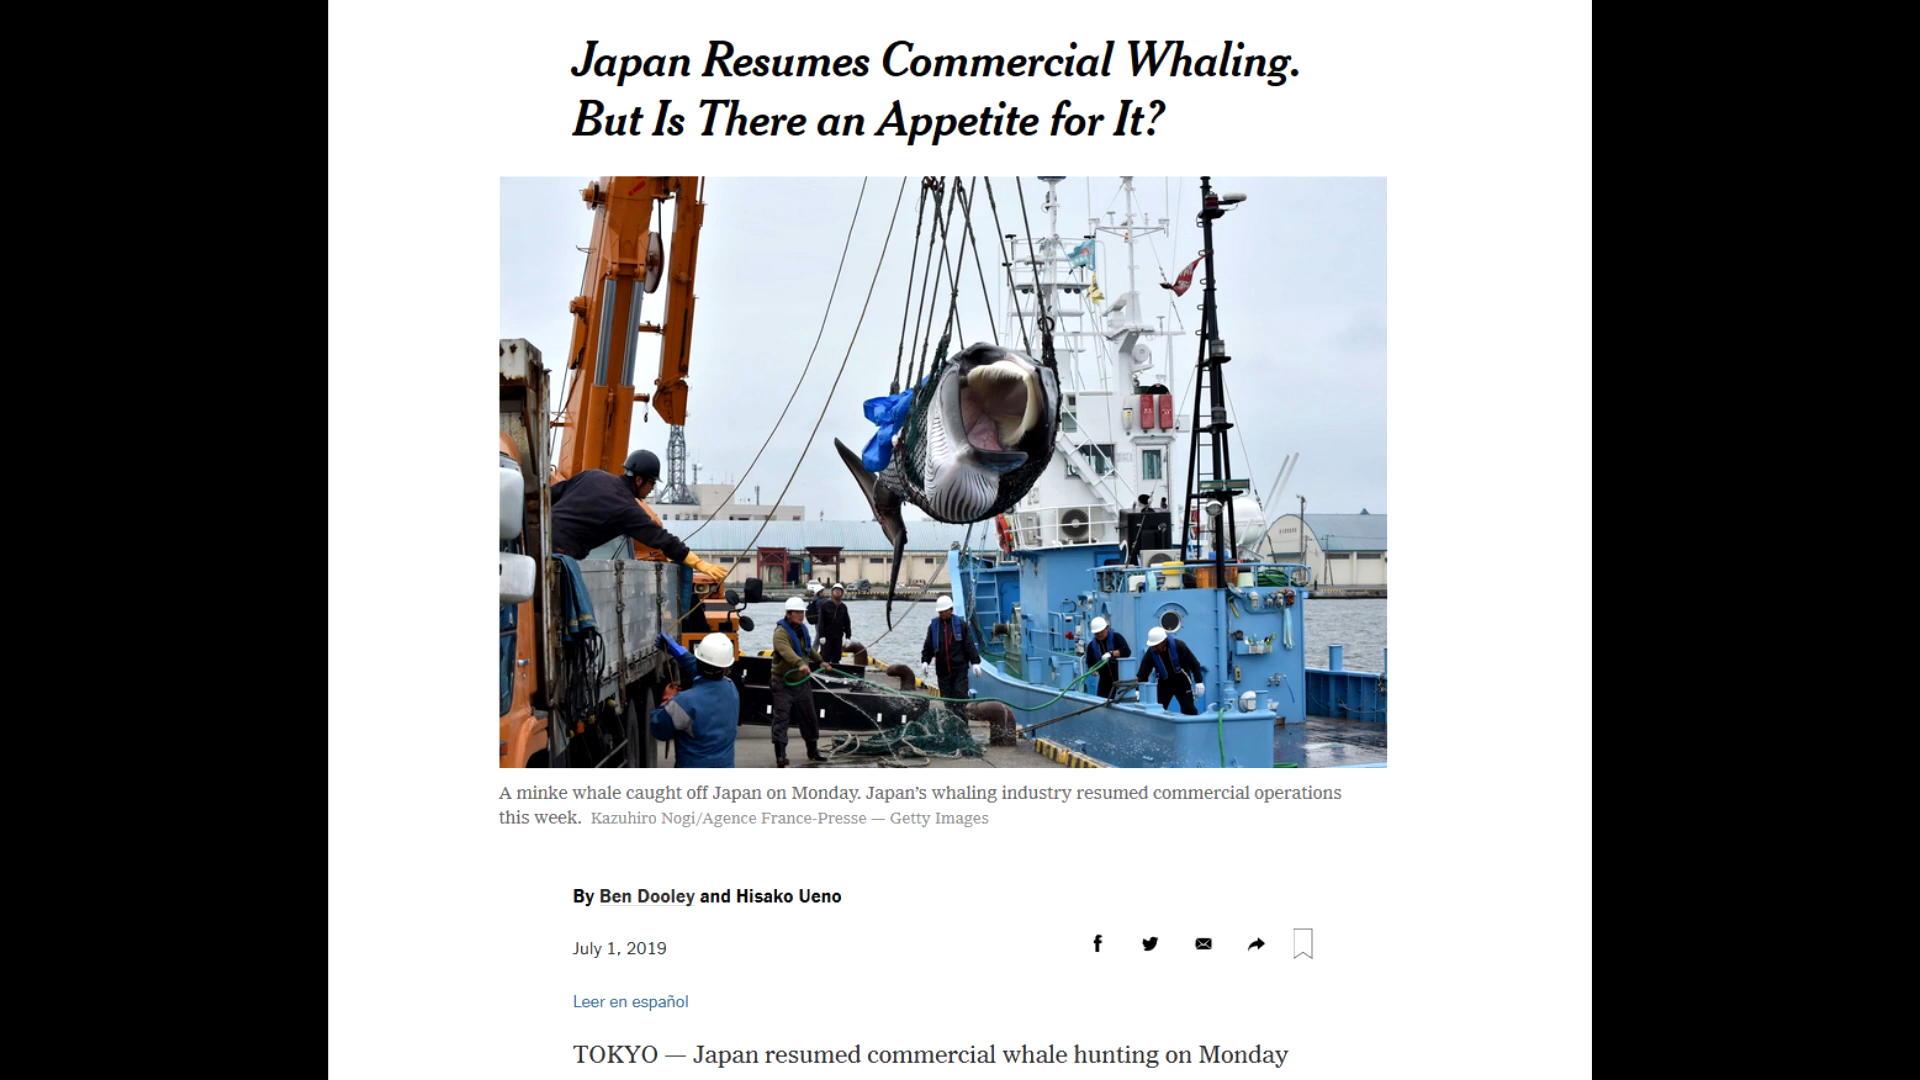 Japan Resumes Commercial Whaling.
But Is There an Appetite for It?
A minke whale caught off Japan on Monday. Japan's whaling industry resumed commercial operations
this week. Kazuhiro Nogi/Agence France-Presse — Getty Images
By Ben Dooley and Hisako Ueno
July 1, 2019
Leer en español
TOKYO — Japan resumed commercial whale hunting on Monday